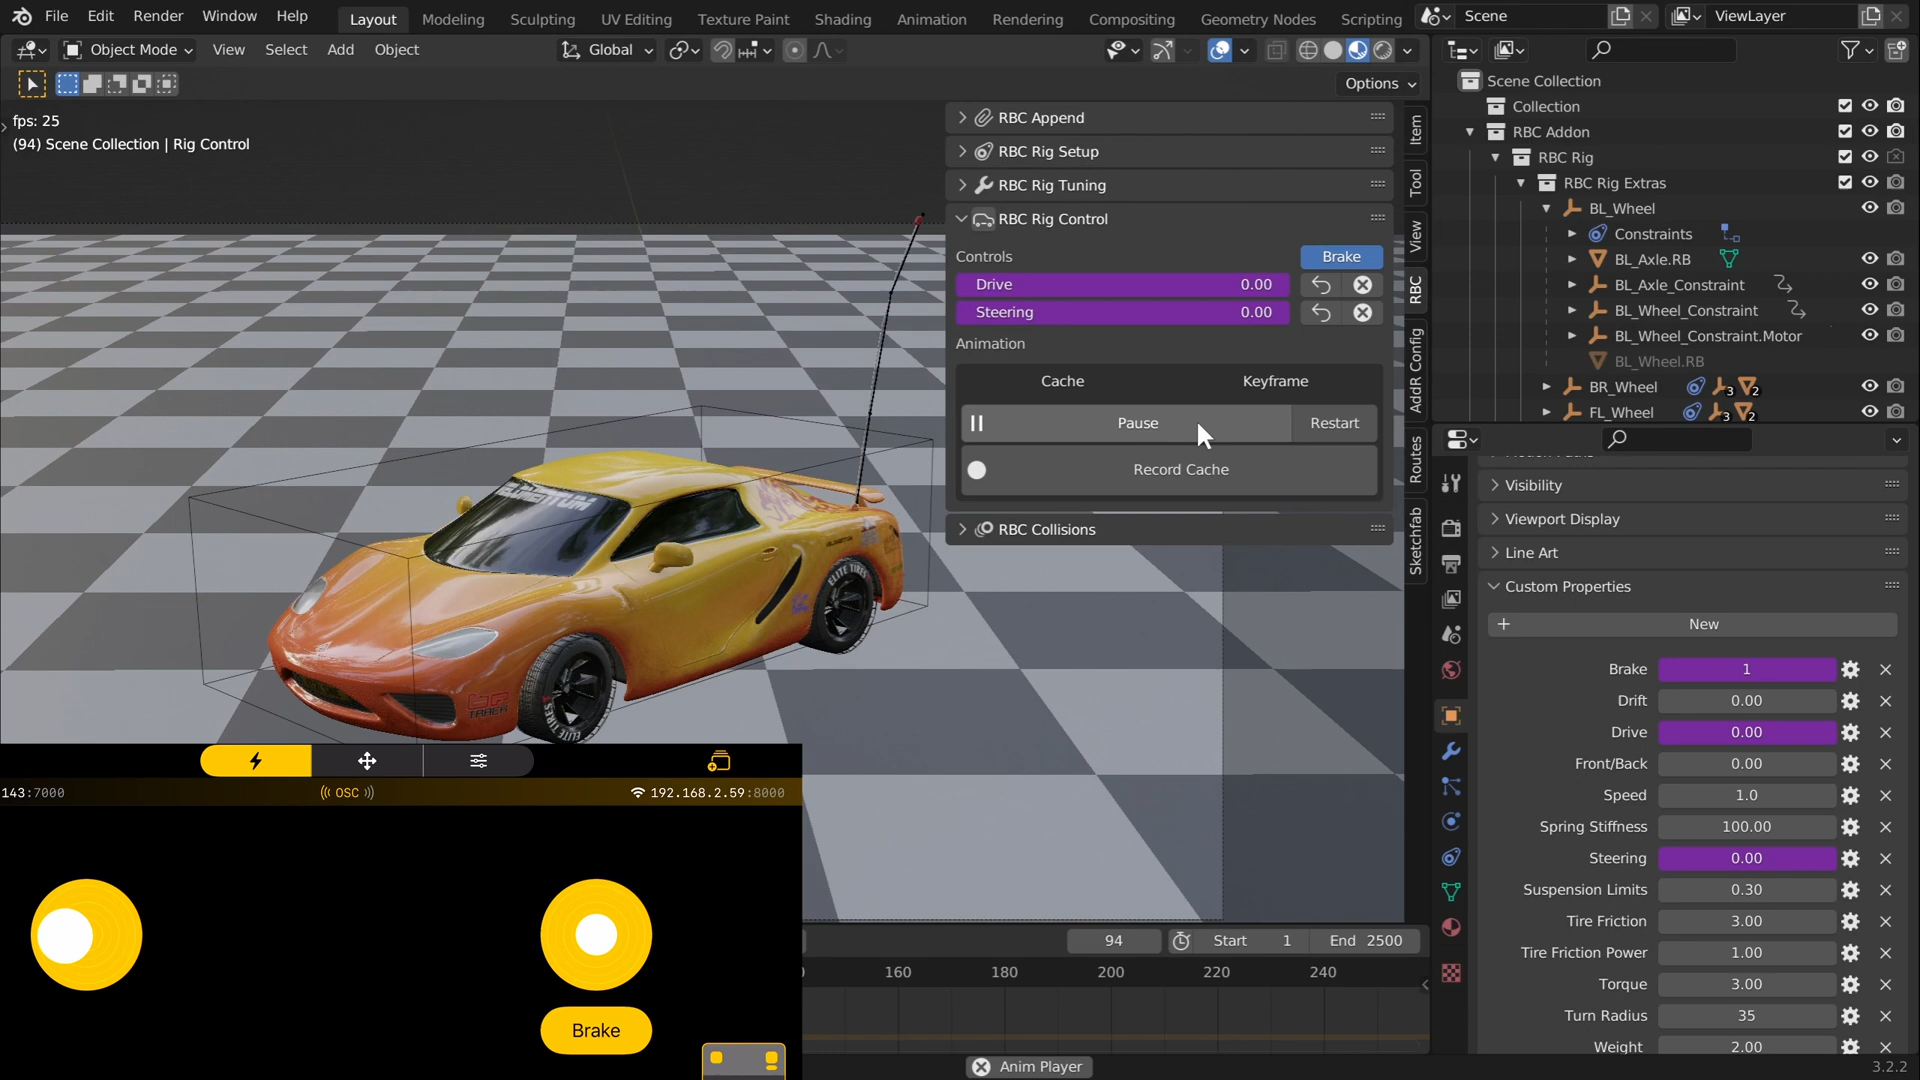 File Edit Render Window Help Layout Modeling Sculpting UV Editing Texture Paint Shading Animation Rendering Compositing Geometry Nodes Scripting Scene ViewLayer
Object Mode View Select Add Object Global
Options
fps: 25
(94) Scene Collection | Rig Control
RBC Append
RBC Rig Setup
RBC Rig Tuning
RBC Rig Control
Controls Brake
Drive 0.00
Steering 0.00
Animation
Cache Keyframe
Pause Restart
Record Cache
RBC Collisions
Item
Tool
View
RBC
AddR Config
Routes
Sketchfab
Scene Collection
Collection
RBC Addon
RBC Rig
RBC Rig Extras
BL_Wheel
Constraints
BL_Axle.RB
BL_Axle_Constraint
BL_Wheel_Constraint
BL_Wheel_Constraint.Motor
BL_Wheel.RB
BR_Wheel 3 2
FL_Wheel 3 2
Visibility
Viewport Display
Line Art
Custom Properties
New
Brake 1
Drift 0.00
Drive 0.00
Front/Back 0.00
Speed 1.0
Spring Stiffness 100.00
Steering 0.00
Suspension Limits 0.30
Tire Friction 3.00
Tire Friction Power 1.00
Torque 3.00
Turn Radius 35
Weight 2.00
ELITE TIRES
ELITE TIRES
143:7000 OSC 192.168.2.59:8000
Brake
94 Start 1 End 2500
160 180 200 220 240
Anim Player
3.2.2